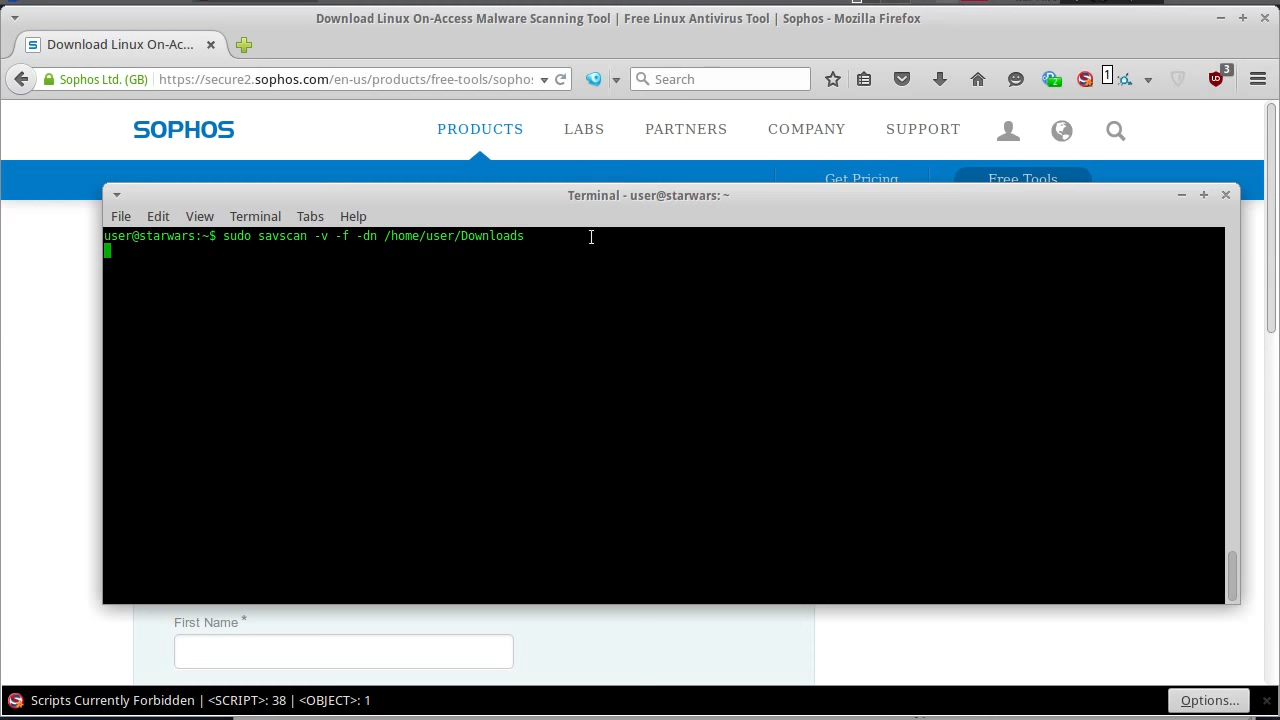 Download Linux On-Access Malware Scanning Tool | Free Linux Antivirus Tool | Sophos - Mozilla Firefox
S Download Linux On-Ac...
Sophos Ltd. (GB) https://secure2.sophos.com/en-us/products/free-tools/sophos Search 2 1 3
SOPHOS PRODUCTS LABS PARTNERS COMPANY SUPPORT
Get Pricing Free Tools
Terminal - user@starwars: ~
File Edit View Terminal Tabs Help
user@starwars:~$ sudo savscan -v -f -dn /home/user/Downloads
First Name *
Scripts Currently Forbidden | <SCRIPT>: 38 | <OBJECT>: 1 Options...